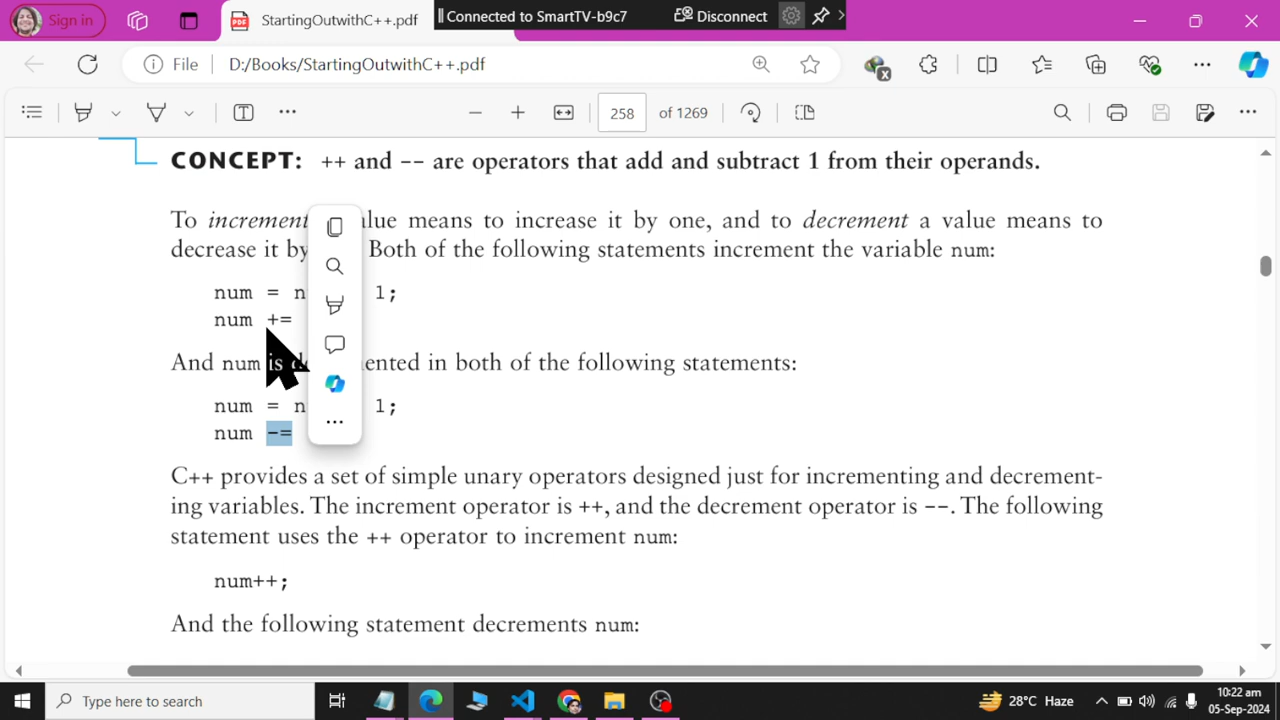 Sign in
StartingOutwithC++.pdf
Connected to SmartTV-b9c7
Disconnect
File
D:/Books/StartingOutwithC++.pdf
258
of 1269
CONCEPT: ++ and -- are operators that add and subtract 1 from their operands.
To increment alue means to increase it by one, and to decrement a value means to
decrease it by Both of the following statements increment the variable num:
num = n 1;
num +=
And num is d ented in both of the following statements:
num = n 1;
num -=
C++ provides a set of simple unary operators designed just for incrementing and decrement-
ing variables. The increment operator is ++, and the decrement operator is --. The following
statement uses the ++ operator to increment num:
num++;
And the following statement decrements num:
Type here to search
28°C Haze
10:22 am
05-Sep-2024